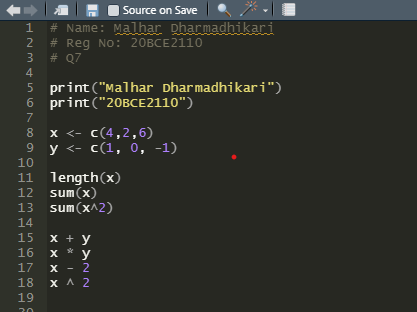 Source on Save
1 # Name: Malhar Dharmadhikari
2 # Reg No: 20BCE2110
3 # Q7
4
5 print("Malhar Dharmadhikari")
6 print("20BCE2110")
7
8 x <- c(4,2,6)
9 y <- c(1, 0, -1)
10
11 length(x)
12 sum(x)
13 sum(x^2)
14
15 x + y
16 x * y
17 x - 2
18 x ^ 2
19